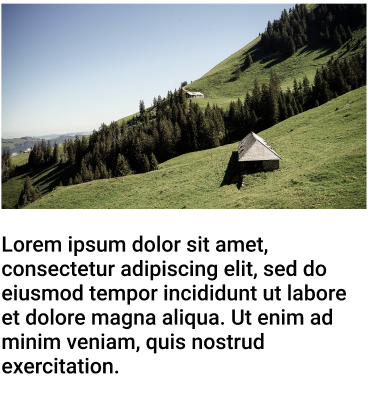 Lorem ipsum dolor sit amet,
consectetur adipiscing elit, sed do
eiusmod tempor incididunt ut labore
et dolore magna aliqua. Ut enim ad
minim veniam, quis nostrud
exercitation.